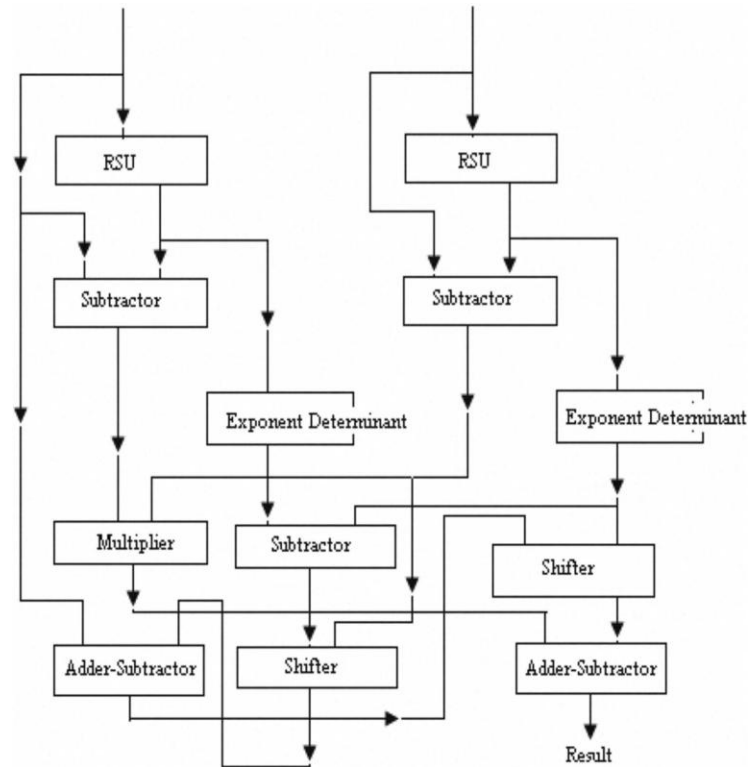 RSU
RSU
Subtractor
Subtractor
Exponent Determinant
Exponent Determinant
Multiplier
Subtractor
Shifter
Adder-Subtractor
Shifter
Adder-Subtractor
Result